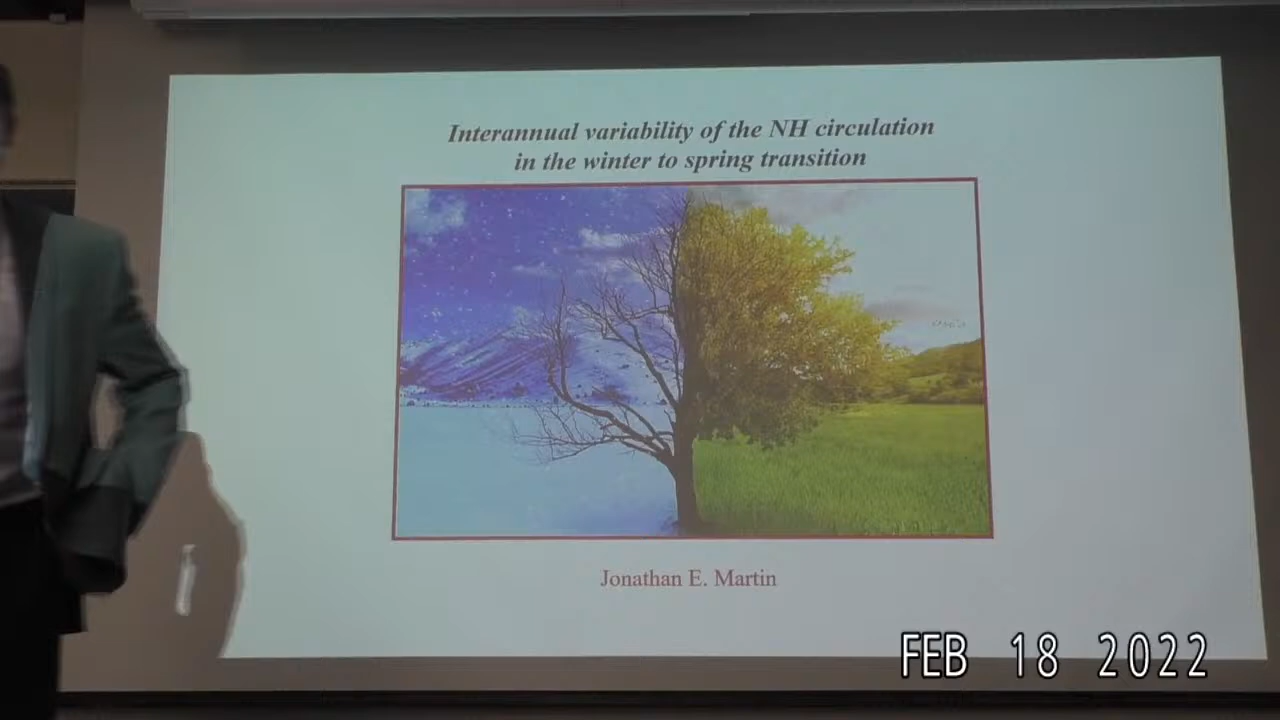 Interannual variability of the NH circulation
in the winter to spring transition
Jonathan E. Martin
FEB 18 2022